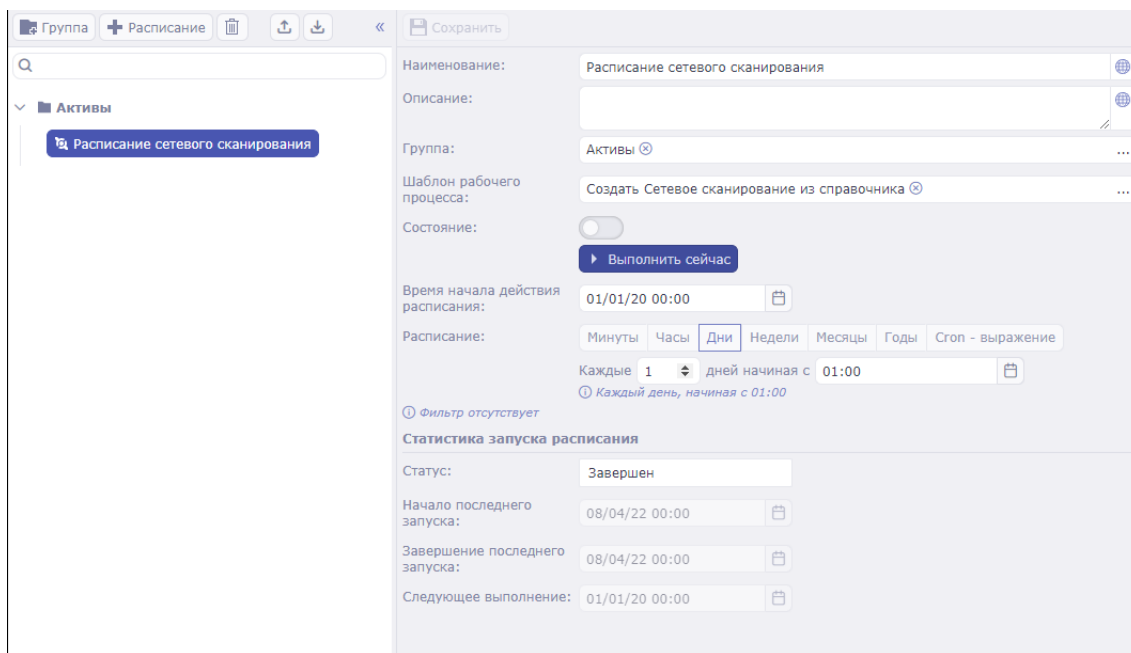 Группа
Расписание
«
Сохранить
Активы
Расписание сетевого сканирования
Наименование:
Расписание сетевого сканирования
Описание:
Группа:
Активы
...
Шаблон рабочего
процесса:
Создать Сетевое сканирование из справочника
...
Состояние:
Выполнить сейчас
Время начала действия
расписания:
01/01/20 00:00
Расписание:
Минуты Часы Дни Недели Месяцы Годы Cron - выражение
Каждые 1 дней начиная с 01:00
Каждый день, начиная с 01:00
Фильтр отсутствует
Статистика запуска расписания
Статус:
Завершен
Начало последнего
запуска:
08/04/22 00:00
Завершение последнего
запуска:
08/04/22 00:00
Следующее выполнение:
01/01/20 00:00